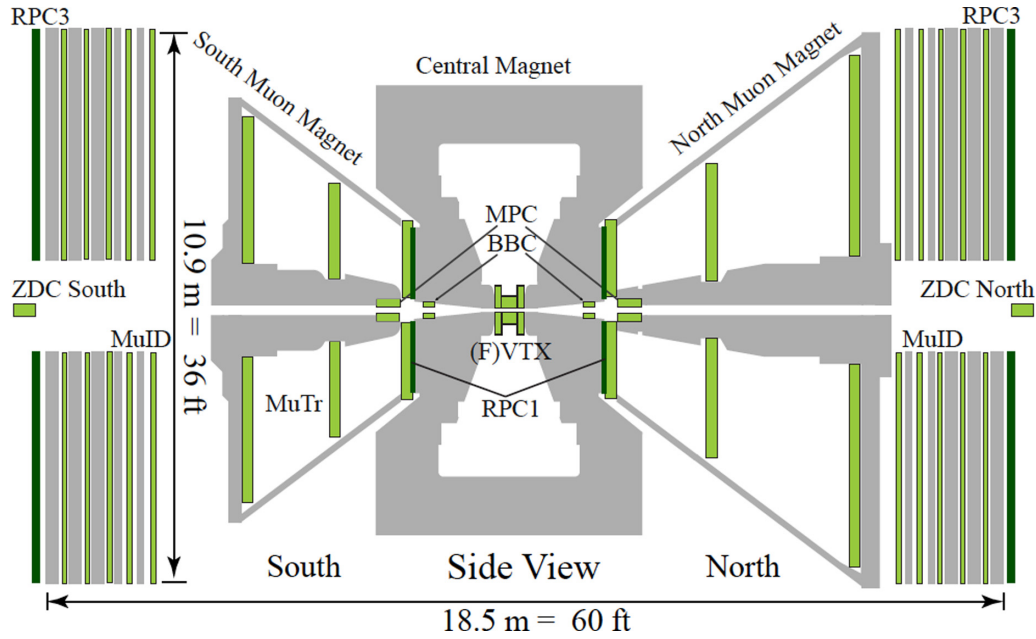 RPC3
RPC3
South Muon Magnet
Central Magnet
North Muon Magnet
MPC
BBC
ZDC South
ZDC North
10.9 m = 36 ft
MuID
(F)VTX
MuID
MuTr
RPC1
South
Side View
North
18.5 m = 60 ft